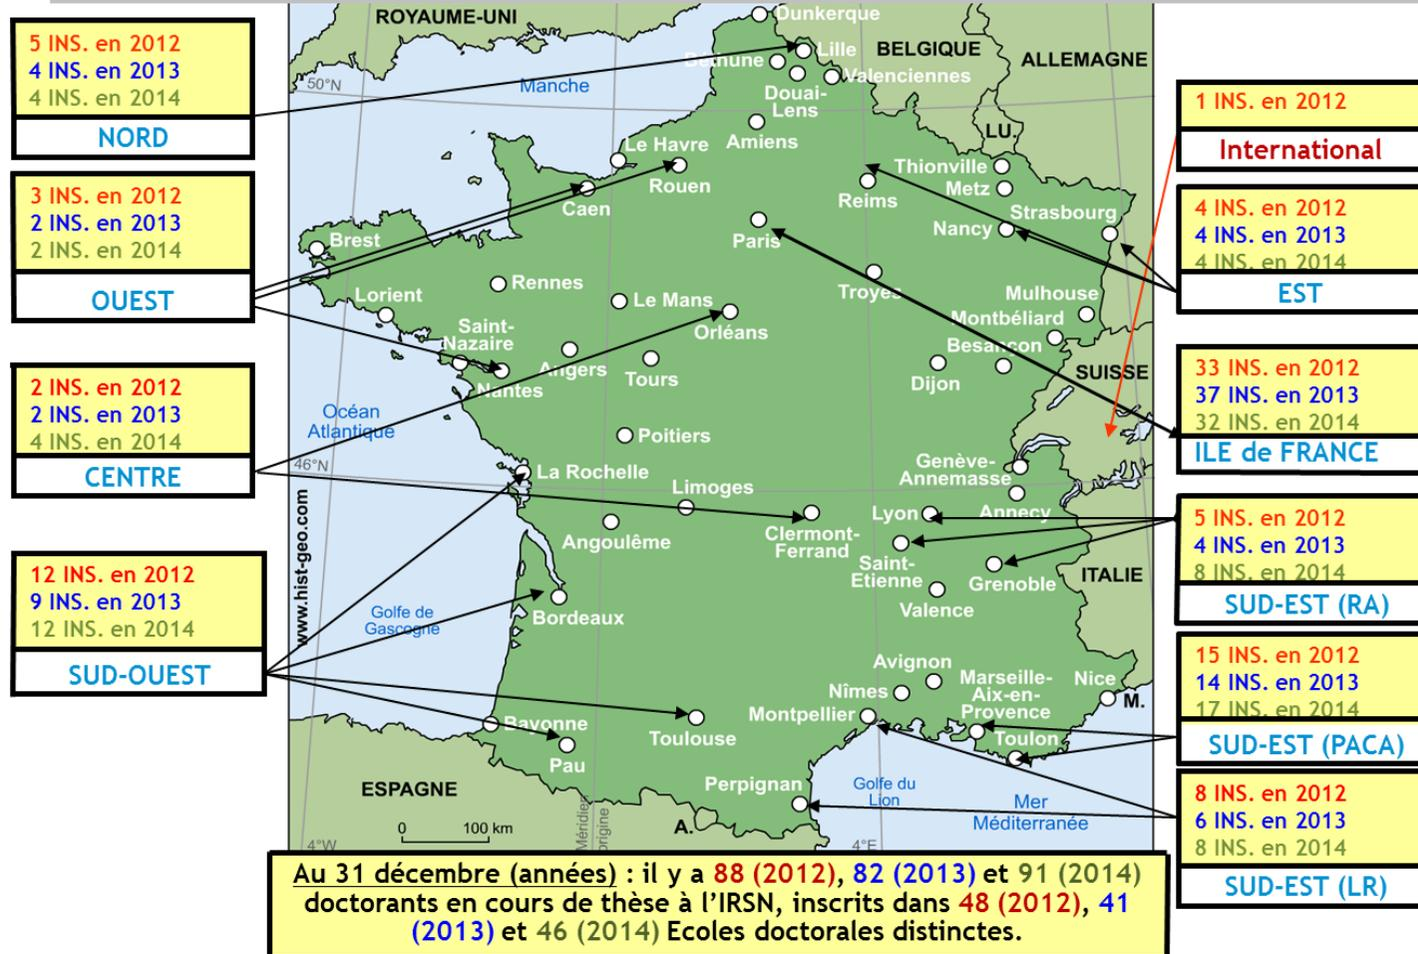 5 INS. en 2012
4 INS. en 2013
4 INS. en 2014
NORD
3 INS. en 2012
2 INS. en 2013
2 INS. en 2014
OUEST
2 INS. en 2012
2 INS. en 2013
4 INS. en 2014
CENTRE
12 INS. en 2012
9 INS. en 2013
12 INS. en 2014
SUD-OUEST
ROYAUME-UNI
Dunkerque
BELGIQUE
ALLEMAGNE
Lille
Béthune
Valenciennes
50°N
Manche
Douai-
Lens
Amiens
LU.
Le Havre
Rouen
Caen
Thionville
Metz
Reims
Strasbourg
Nancy
Paris
Brest
Rennes
Troyes
Lorient
Le Mans
Orléans
Mulhouse
Montbéliard
Saint-
Nazaire
Besançon
Angers
Tours
Nantes
Dijon
SUISSE
Océan
Atlantique
Poitiers
46°N
La Rochelle
Genève-
Annemasse
Limoges
Annecy
Lyon
Angoulême
Clermont-
Ferrand
Saint-
Etienne
Grenoble
ITALIE
Valence
www.hist-geo.com
Golfe de
Gascogne
Bordeaux
Avignon
Marseille-
Aix-en-
Provence
Nice
Nîmes
M.
Montpellier
Bayonne
Toulouse
Toulon
Pau
Perpignan
ESPAGNE
Golfe du
Lion
Mer
Méditerranée
0 100 km
Méridien
origine
A.
4°W
4°E
1 INS. en 2012
International
4 INS. en 2012
4 INS. en 2013
4 INS. en 2014
EST
33 INS. en 2012
37 INS. en 2013
32 INS. en 2014
ILE de FRANCE
5 INS. en 2012
4 INS. en 2013
8 INS. en 2014
SUD-EST (RA)
15 INS. en 2012
14 INS. en 2013
17 INS. en 2014
SUD-EST (PACA)
8 INS. en 2012
6 INS. en 2013
8 INS. en 2014
SUD-EST (LR)
Au 31 décembre (années) : il y a 88 (2012), 82 (2013) et 91 (2014)
doctorants en cours de thèse à l’IRSN, inscrits dans 48 (2012), 41
(2013) et 46 (2014) Ecoles doctorales distinctes.